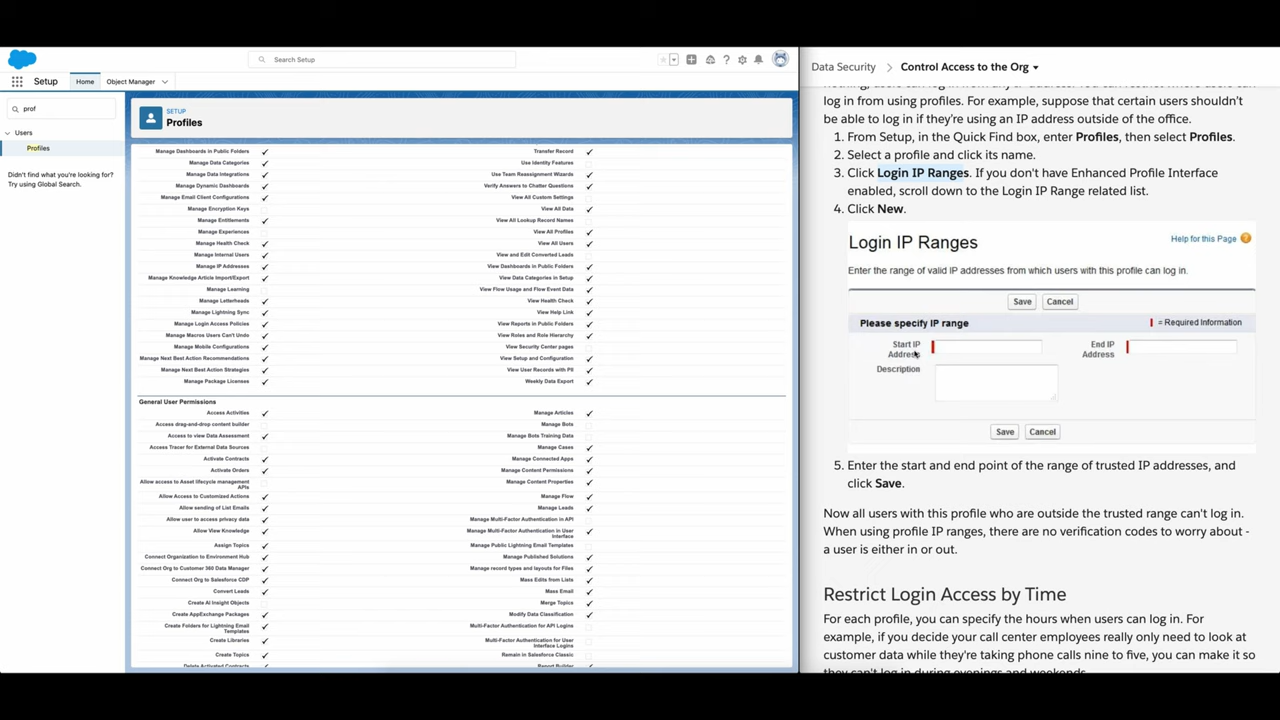 Search Setup
Setup
Home
Object Manager
prof
Users
Profiles
Didn't find what you're looking for?
Try using Global Search.
SETUP
Profiles
Manage Dashboards in Public Folders
Transfer Record
Manage Data Categories
Use Identity Features
Manage Data Integrations
Use Team Reassignment Wizards
Manage Dynamic Dashboards
Verify Answers to Chatter Questions
Manage Email Client Configurations
View All Custom Settings
Manage Encryption Keys
View All Data
Manage Entitlements
View All Lookup Record Names
Manage Experiences
View All Profiles
Manage Health Check
View All Users
Manage Internal Users
View and Edit Converted Leads
Manage IP Addresses
View Dashboards in Public Folders
Manage Knowledge Article Import/Export
View Data Categories in Setup
Manage Learning
View Flow Usage and Flow Event Data
Manage Letterheads
View Health Check
Manage Lightning Sync
View Help Link
Manage Login Access Policies
View Reports in Public Folders
Manage Macros Users Can't Undo
View Roles and Role Hierarchy
Manage Mobile Configurations
View Security Center pages
Manage Next Best Action Recommendations
View Setup and Configuration
Manage Next Best Action Strategies
View User Records with PII
Manage Package Licenses
Weekly Data Export
General User Permissions
Access Activities
Manage Articles
Access drag-and-drop content builder
Manage Bots
Access to view Data Assessment
Manage Bots Training Data
Access Tracer for External Data Sources
Manage Cases
Activate Contracts
Manage Connected Apps
Activate Orders
Manage Content Permissions
Allow access to Asset lifecycle management
APIs
Manage Content Properties
Allow Access to Customized Actions
Manage Flow
Allow sending of List Emails
Manage Leads
Allow user to access privacy data
Manage Multi-Factor Authentication in API
Allow View Knowledge
Manage Multi-Factor Authentication in User
Interface
Assign Topics
Manage Public Lightning Email Templates
Connect Organization to Environment Hub
Manage Published Solutions
Connect Org to Customer 360 Data Manager
Manage record types and layouts for Files
Connect Org to Salesforce CDP
Mass Edits from Lists
Convert Leads
Mass Email
Create AI Insight Objects
Merge Topics
Create AppExchange Packages
Modify Data Classification
Create Folders for Lightning Email
Templates
Multi-Factor Authentication for API Logins
Create Libraries
Multi-Factor Authentication for User
Interface Logins
Create Topics
Remain in Salesforce Classic
Delete Activated Contracts
Report Builder
Data Security
Control Access to the Org
log in from using profiles. For example, suppose that certain users shouldn't
be able to log in if they're using an IP address outside of the office.
1. From Setup, in the Quick Find box, enter Profiles, then select Profiles.
2. Select a profile and click its name.
3. Click Login IP Ranges. If you don't have Enhanced Profile Interface
enabled, scroll down to the Login IP Range related list.
4. Click New.
Login IP Ranges
Help for this Page
Enter the range of valid IP addresses from which users with this profile can log in.
Save
Cancel
Please specify IP range
= Required Information
Start IP
Address
End IP
Address
Description
Save
Cancel
5. Enter the start and end point of the range of trusted IP addresses, and
click Save.
Now all users with this profile who are outside the trusted range can't log in.
When using profile IP ranges, there are no verification codes to worry about -
a user is either in or out.
Restrict Login Access by Time
For each profile, you can specify the hours when users can log in. For
example, if you decide your call center employees really only need to look at
customer data while they're taking phone calls nine to five, you can make it so
they can't log in during evenings and weekends.